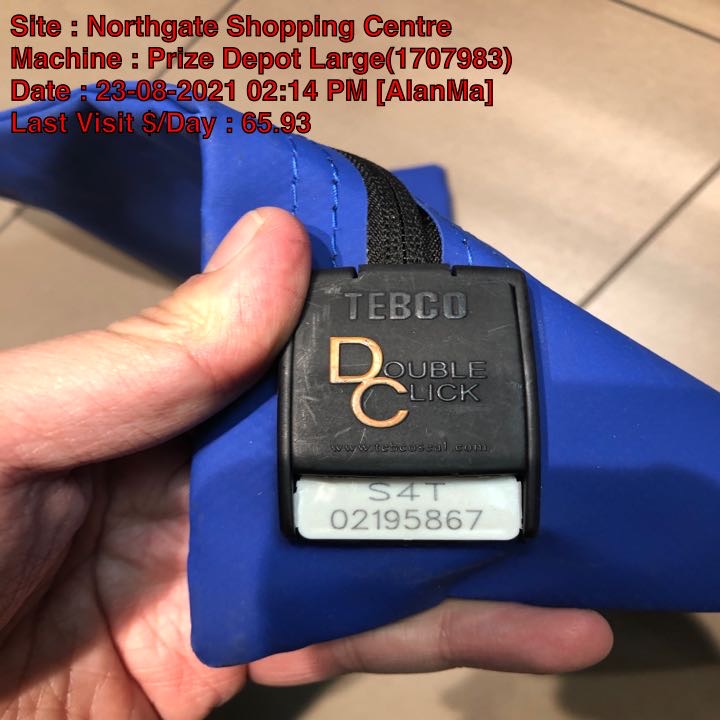 Site : Northgate Shopping Centre
Machine : Prize Depot Large(1707983)
Date : 23-08-2021 02:14 PM [AlanMa]
Last Visit $/Day : 65.93
TEBCO
DOUBLE
CLICK
www.tebcoseal.com
S4T
02195867